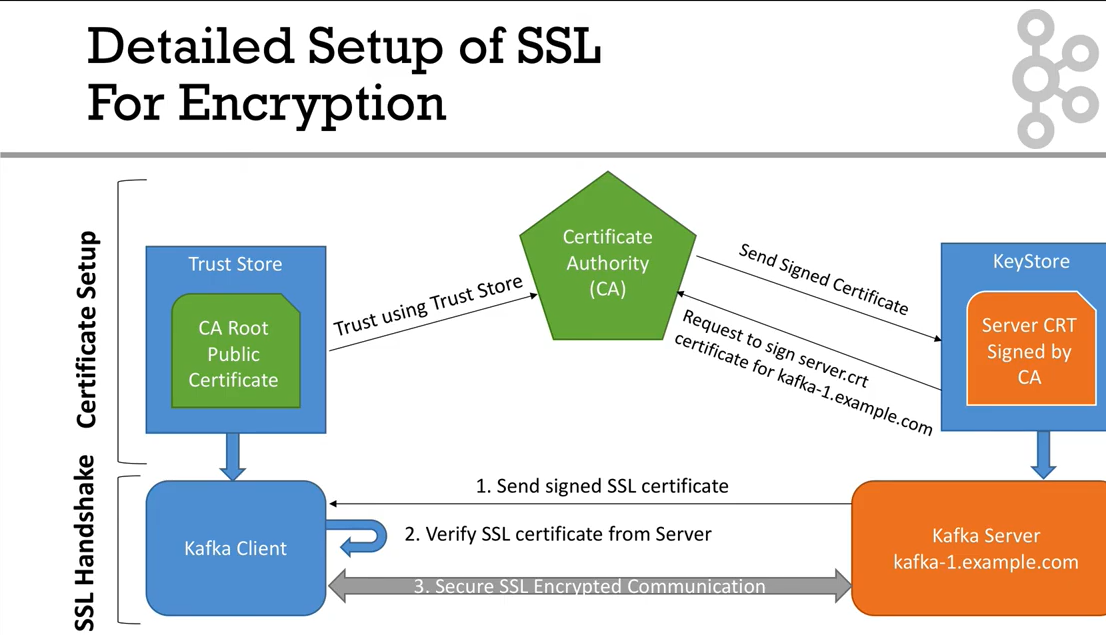 Detailed Setup of SSL
For Encryption
Certificate Setup
Trust Store
CA Root
Public
Certificate
Trust using Trust Store
Certificate
Authority
(CA)
Send Signed Certificate
Request to sign server.crt
certificate for kafka-1.example.com
KeyStore
Server CRT
Signed by
CA
SSL Handshake
Kafka Client
1. Send signed SSL certificate
2. Verify SSL certificate from Server
3. Secure SSL Encrypted Communication
Kafka Server
kafka-1.example.com